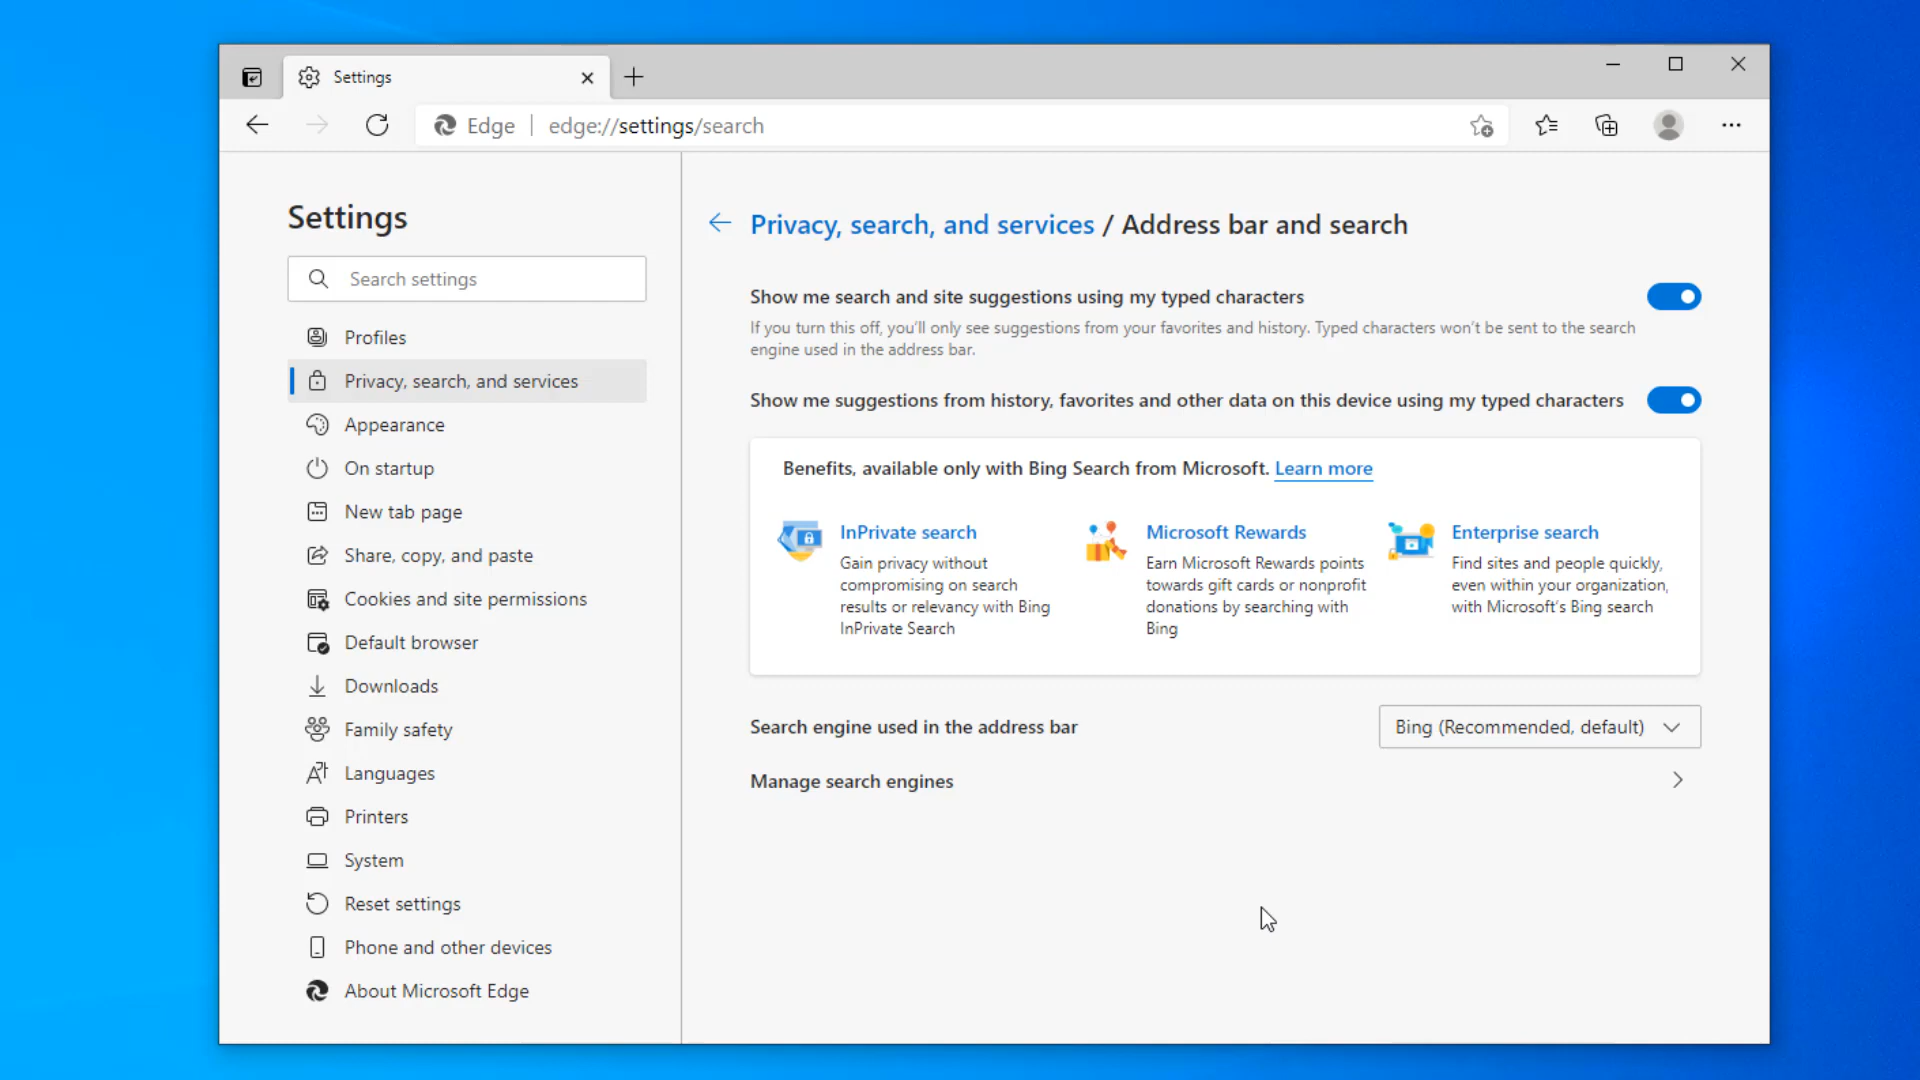 Settings
Edge
edge://settings/search
Settings
Search settings
Profiles
Privacy, search, and services
Appearance
On startup
New tab page
Share, copy, and paste
Cookies and site permissions
Default browser
Downloads
Family safety
Languages
Printers
System
Reset settings
Phone and other devices
About Microsoft Edge
Privacy, search, and services / Address bar and search
Show me search and site suggestions using my typed characters
If you turn this off, you'll only see suggestions from your favorites and history. Typed characters won't be sent to the search
engine used in the address bar.
Show me suggestions from history, favorites and other data on this device using my typed characters
Benefits, available only with Bing Search from Microsoft. Learn more
InPrivate search
Gain privacy without
compromising on search
results or relevancy with Bing
InPrivate Search
Microsoft Rewards
Earn Microsoft Rewards points
towards gift cards or nonprofit
donations by searching with
Bing
Enterprise search
Find sites and people quickly,
even within your organization,
with Microsoft's Bing search
Search engine used in the address bar
Bing (Recommended, default)
Manage search engines